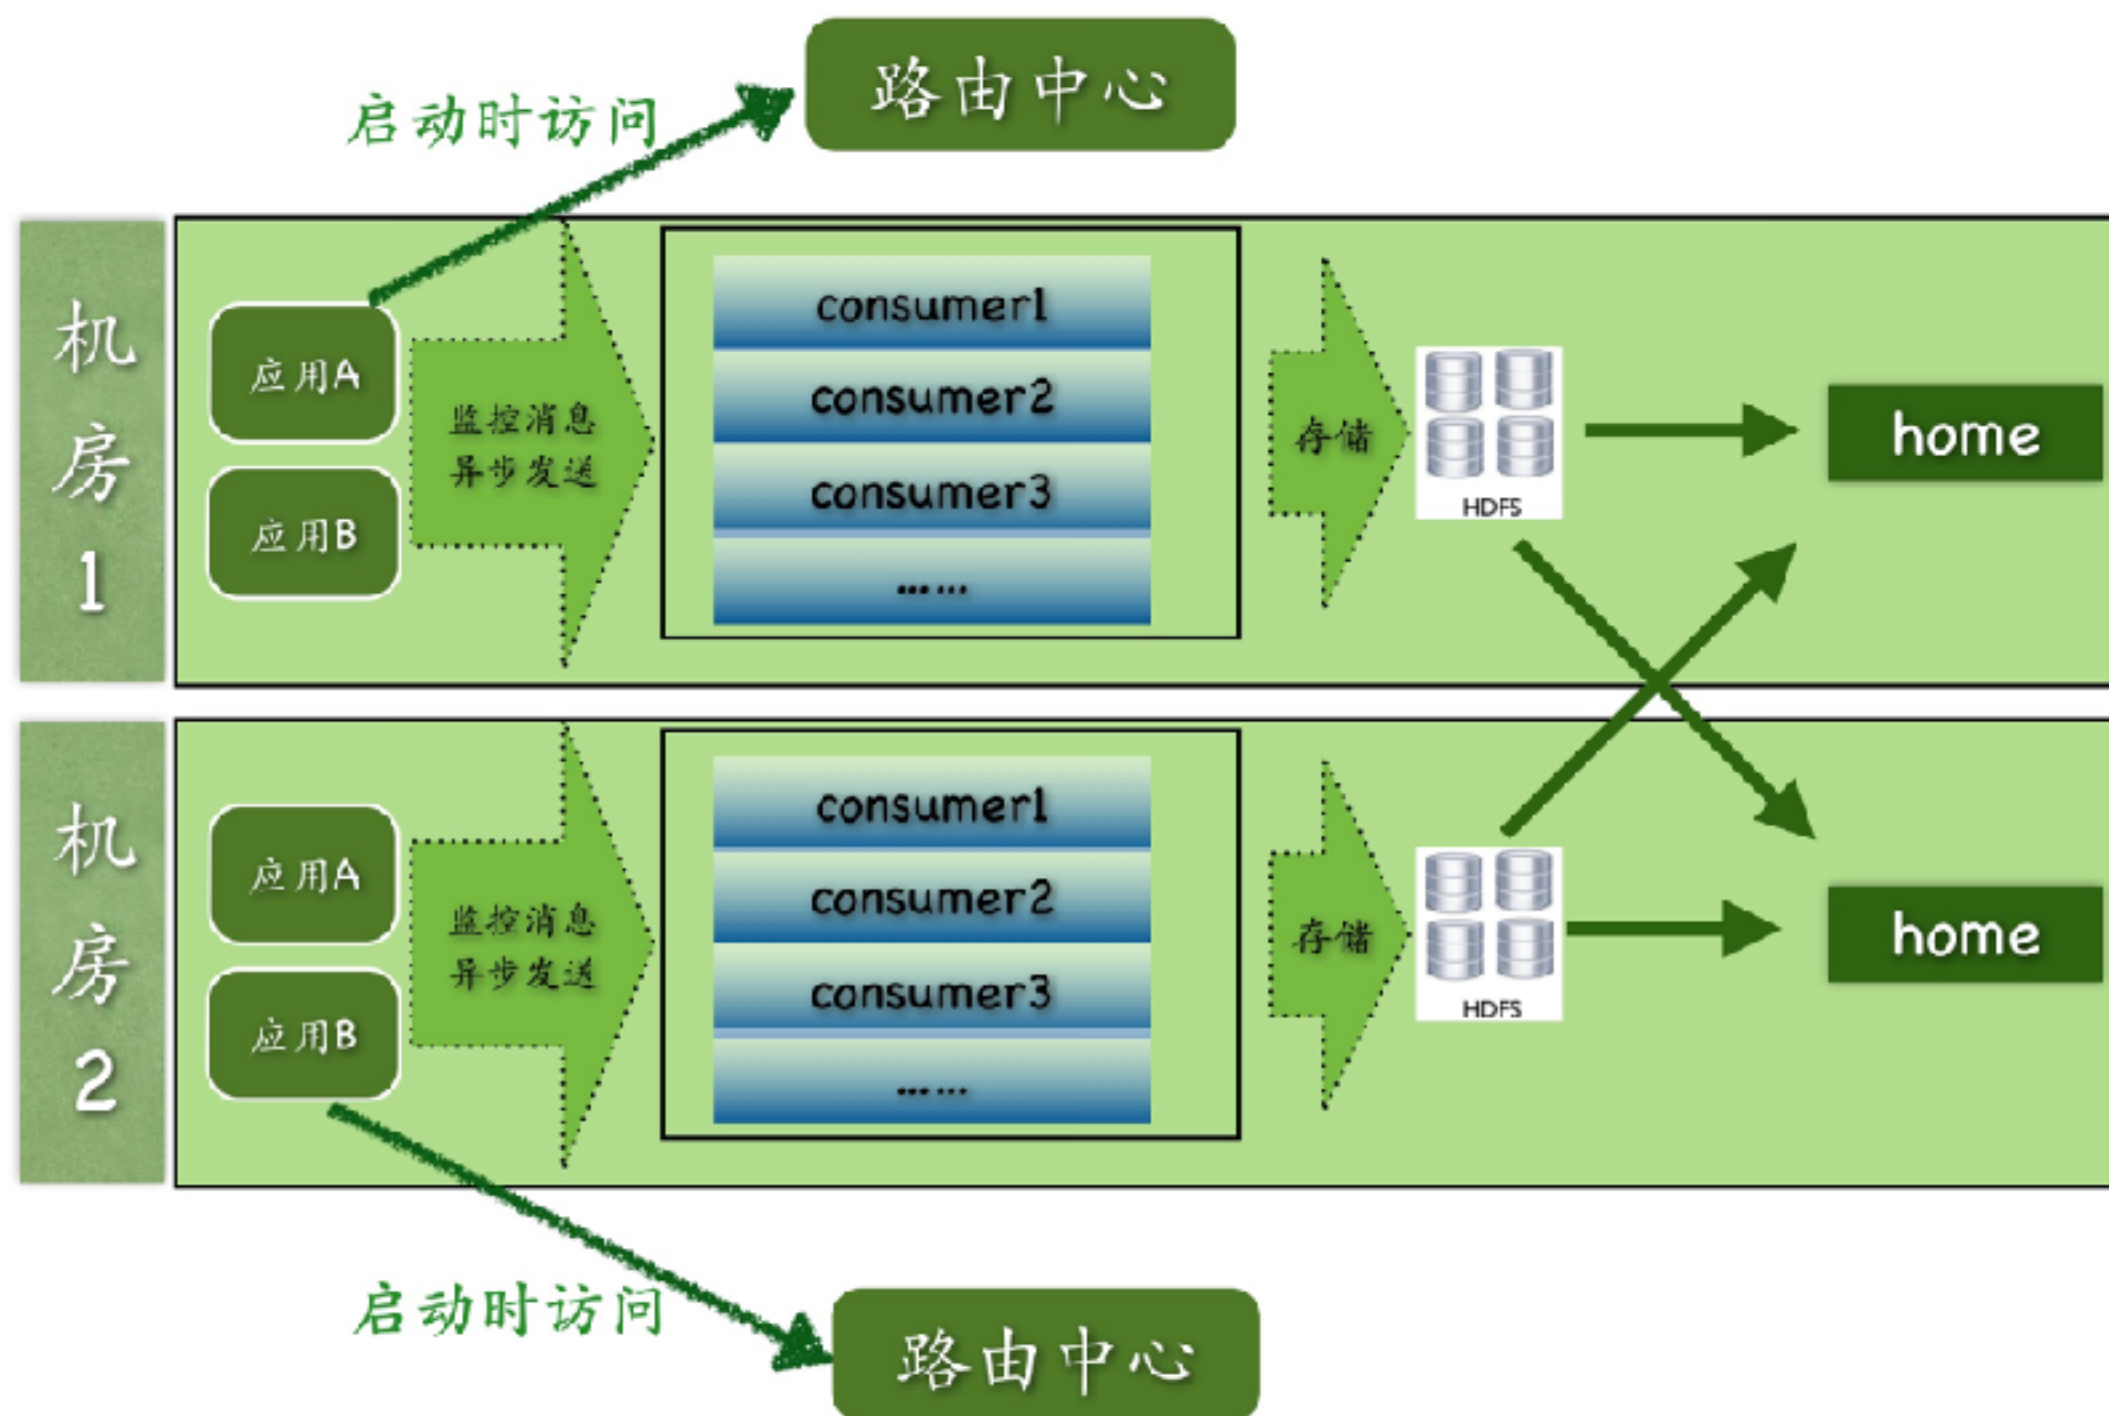 路由中心
启动时访问
机
房
1
应用A
应用B
监控消息
异步发送
consumer1
consumer2
consumer3
......
存储
HDFS
home
机
房
2
应用A
应用B
监控消息
异步发送
consumer1
consumer2
consumer3
......
存储
HDFS
home
启动时访问
路由中心